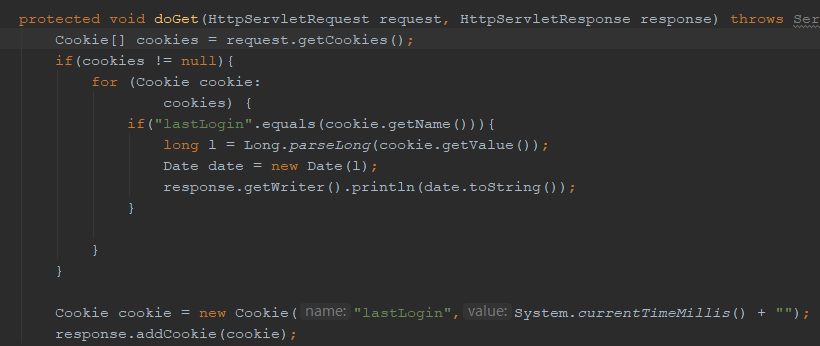 protected void doGet(HttpServletRequest request, HttpServletResponse response) throws Ser
Cookie[] cookies = request.getCookies();
if(cookies != null){
for (Cookie cookie:
cookies) {
if("lastLogin".equals(cookie.getName())){
long l = Long.parseLong(cookie.getValue());
Date date = new Date(l);
response.getWriter().println(date.toString());
}
}
}
Cookie cookie = new Cookie( name: "lastLogin", value: System.currentTimeMillis() + "");
response.addCookie(cookie);